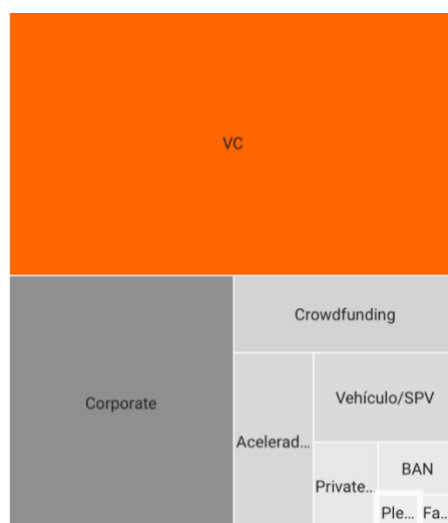 VC
Corporate
Crowdfunding
Acelerad...
Vehículo/SPV
Private...
BAN
Ple...
Fa...